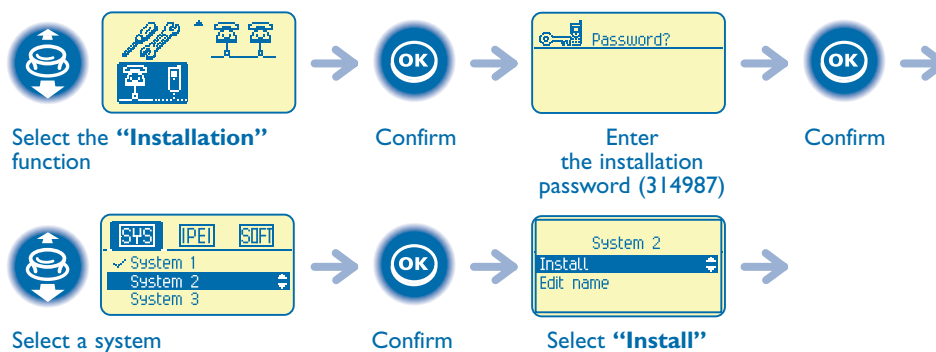 OK
Password?
OK
Select the “Installation”
function
Confirm
Enter
the installation
password (314987)
Confirm
SYS IPEI SOFT
✓ System 1
System 2
System 3
OK
System 2
Install
Edit name
Select a system
Confirm
Select “Install”